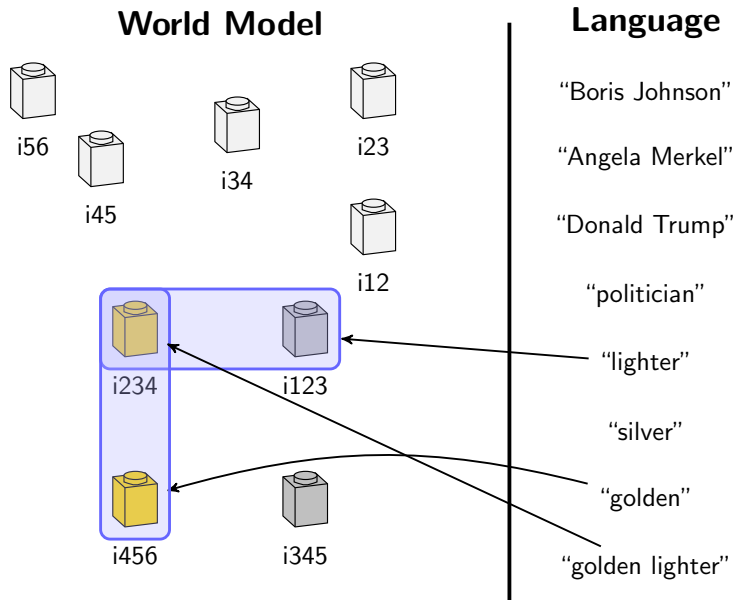 World Model
Language
i56
i45
i34
i23
i12
i234
i123
i456
i345
“Boris Johnson”
“Angela Merkel”
“Donald Trump”
“politician”
“lighter”
“silver”
“golden”
“golden lighter”